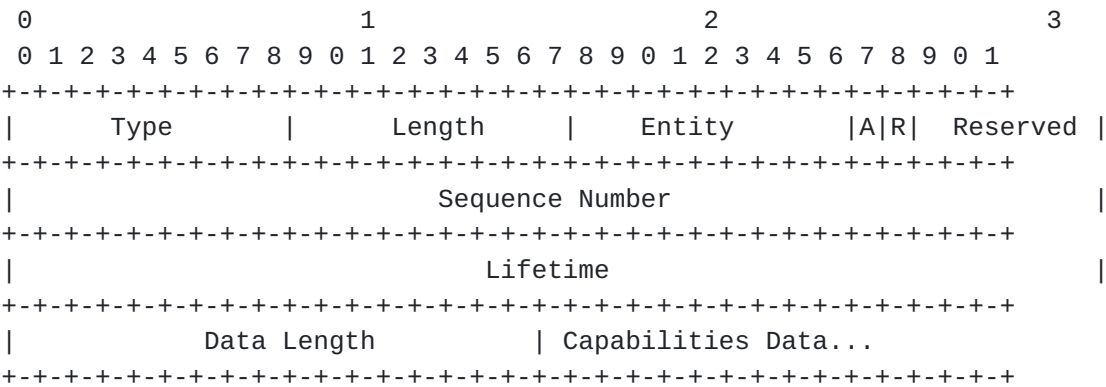 0                     1                     2                     3
 0 1 2 3 4 5 6 7 8 9 0 1 2 3 4 5 6 7 8 9 0 1 2 3 4 5 6 7 8 9 0 1
+-+-+-+-+-+-+-+-+-+-+-+-+-+-+-+-+-+-+-+-+-+-+-+-+-+-+-+-+-+-+-+-+
|      Type       |      Length     |    Entity       |A|R|  Reserved |
+-+-+-+-+-+-+-+-+-+-+-+-+-+-+-+-+-+-+-+-+-+-+-+-+-+-+-+-+-+-+-+-+
|                           Sequence Number                           |
+-+-+-+-+-+-+-+-+-+-+-+-+-+-+-+-+-+-+-+-+-+-+-+-+-+-+-+-+-+-+-+-+
|                              Lifetime                               |
+-+-+-+-+-+-+-+-+-+-+-+-+-+-+-+-+-+-+-+-+-+-+-+-+-+-+-+-+-+-+-+-+
|            Data Length          | Capabilities Data...
+-+-+-+-+-+-+-+-+-+-+-+-+-+-+-+-+-+-+-+-+-+-+-+-+-+-+-+-+-+-+-+-+